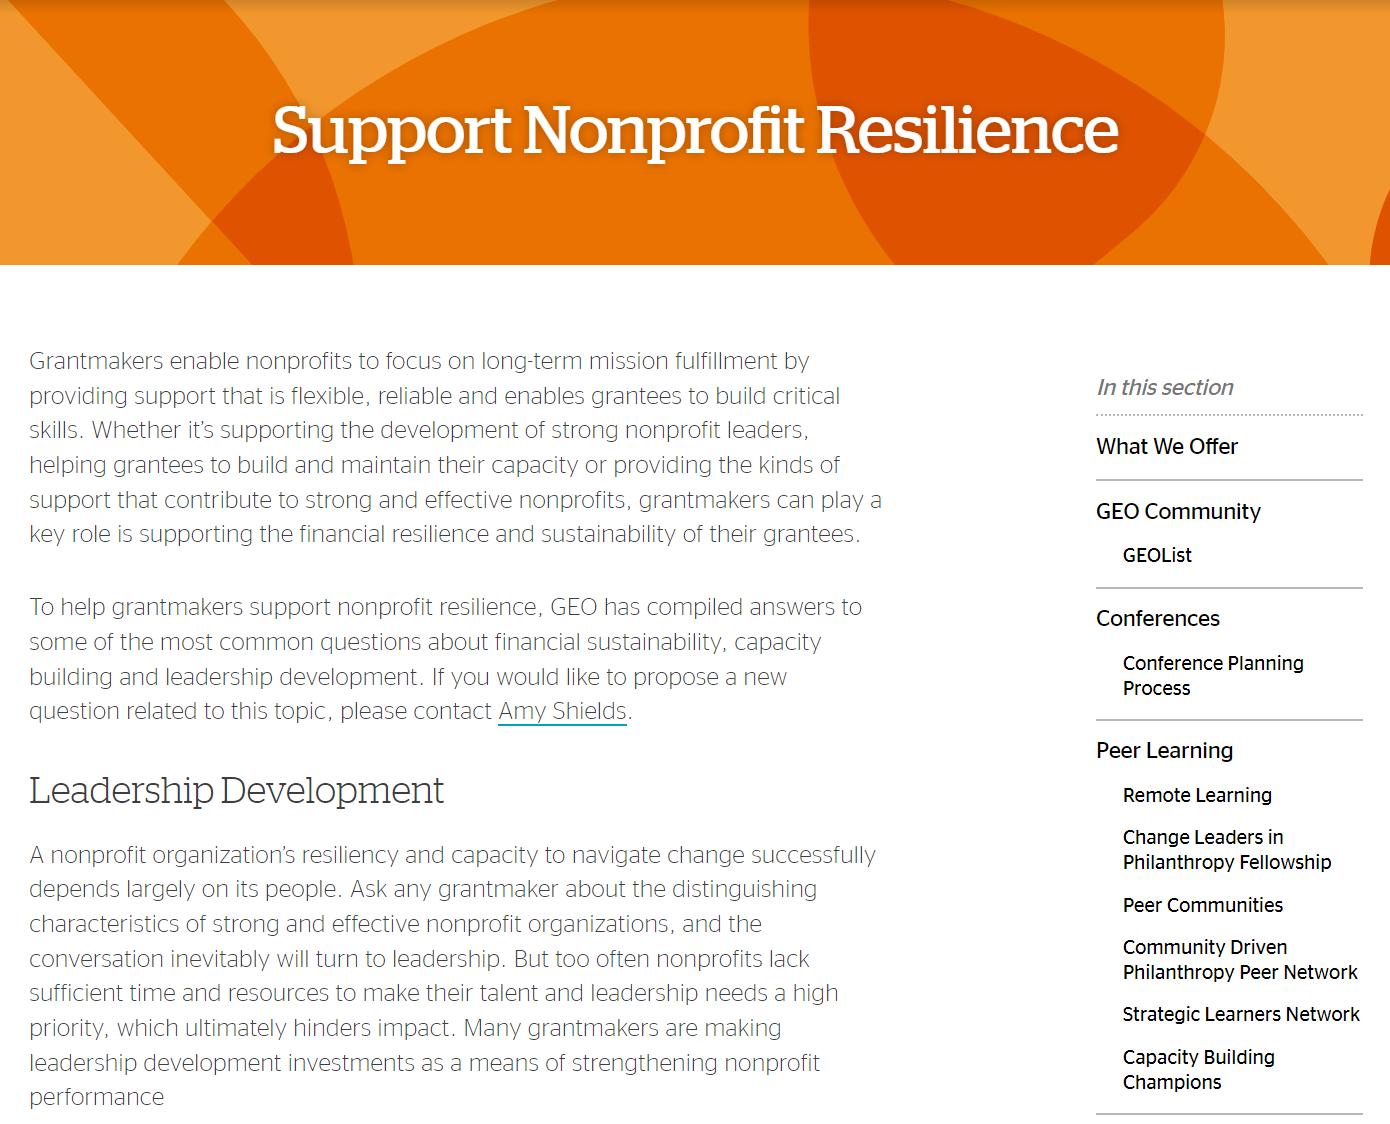 Support Nonprofit Resilience
Grantmakers enable nonprofits to focus on long-term mission fulfillment by
providing support that is flexible, reliable and enables grantees to build critical
skills. Whether it’s supporting the development of strong nonprofit leaders,
helping grantees to build and maintain their capacity or providing the kinds of
support that contribute to strong and effective nonprofits, grantmakers can play a
key role is supporting the financial resilience and sustainability of their grantees.
To help grantmakers support nonprofit resilience, GEO has compiled answers to
some of the most common questions about financial sustainability, capacity
building and leadership development. If you would like to propose a new
question related to this topic, please contact Amy Shields.
Leadership Development
A nonprofit organization’s resiliency and capacity to navigate change successfully
depends largely on its people. Ask any grantmaker about the distinguishing
characteristics of strong and effective nonprofit organizations, and the
conversation inevitably will turn to leadership. But too often nonprofits lack
sufficient time and resources to make their talent and leadership needs a high
priority, which ultimately hinders impact. Many grantmakers are making
leadership development investments as a means of strengthening nonprofit
performance
In this section
What We Offer
GEO Community
GEOList
Conferences
Conference Planning
Process
Peer Learning
Remote Learning
Change Leaders in
Philanthropy Fellowship
Peer Communities
Community Driven
Philanthropy Peer Network
Strategic Learners Network
Capacity Building
Champions